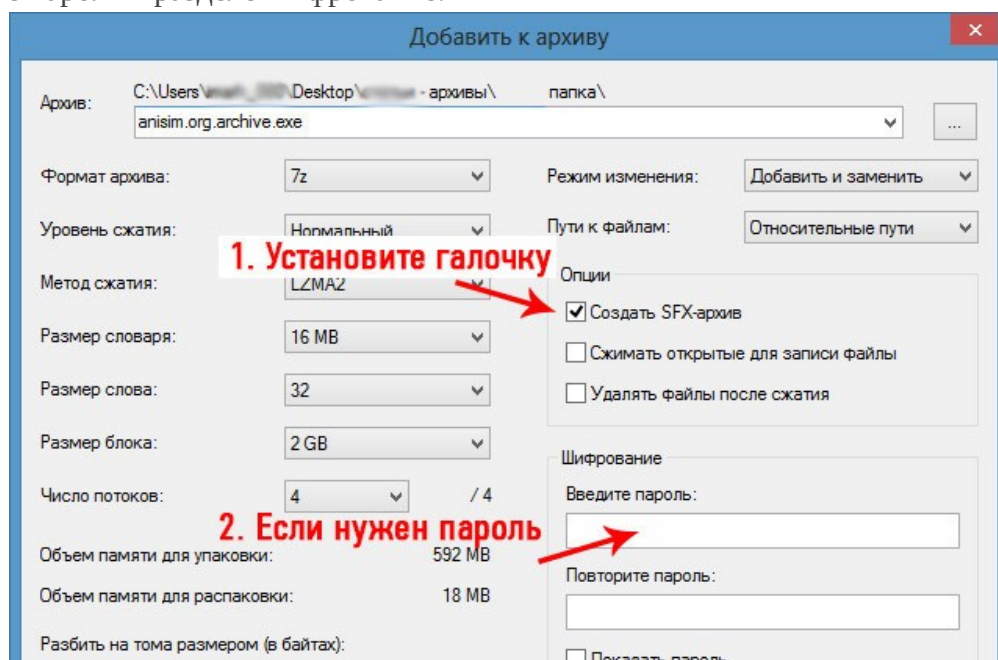 Добавить к архиву
Архив:
C:\Users\ \Desktop\ - архивы\ папка\
anisim.org.archive.exe
...
Формат архива: 7z
Режим изменения: Добавить и заменить
Уровень сжатия: Нормальный
Пути к файлам: Относительные пути
1. Установите галочку
Метод сжатия: LZMA2
Опции
Создать SFX-архив
Размер словаря: 16 MB
Сжимать открытые для записи файлы
Размер слова: 32
Удалять файлы после сжатия
Размер блока: 2 GB
Шифрование
Число потоков: 4 / 4
Введите пароль:
2. Если нужен пароль
Объем памяти для упаковки: 592 MB
Повторите пароль:
Объем памяти для распаковки: 18 MB
Разбить на тома размером (в байтах):
Показать пароль